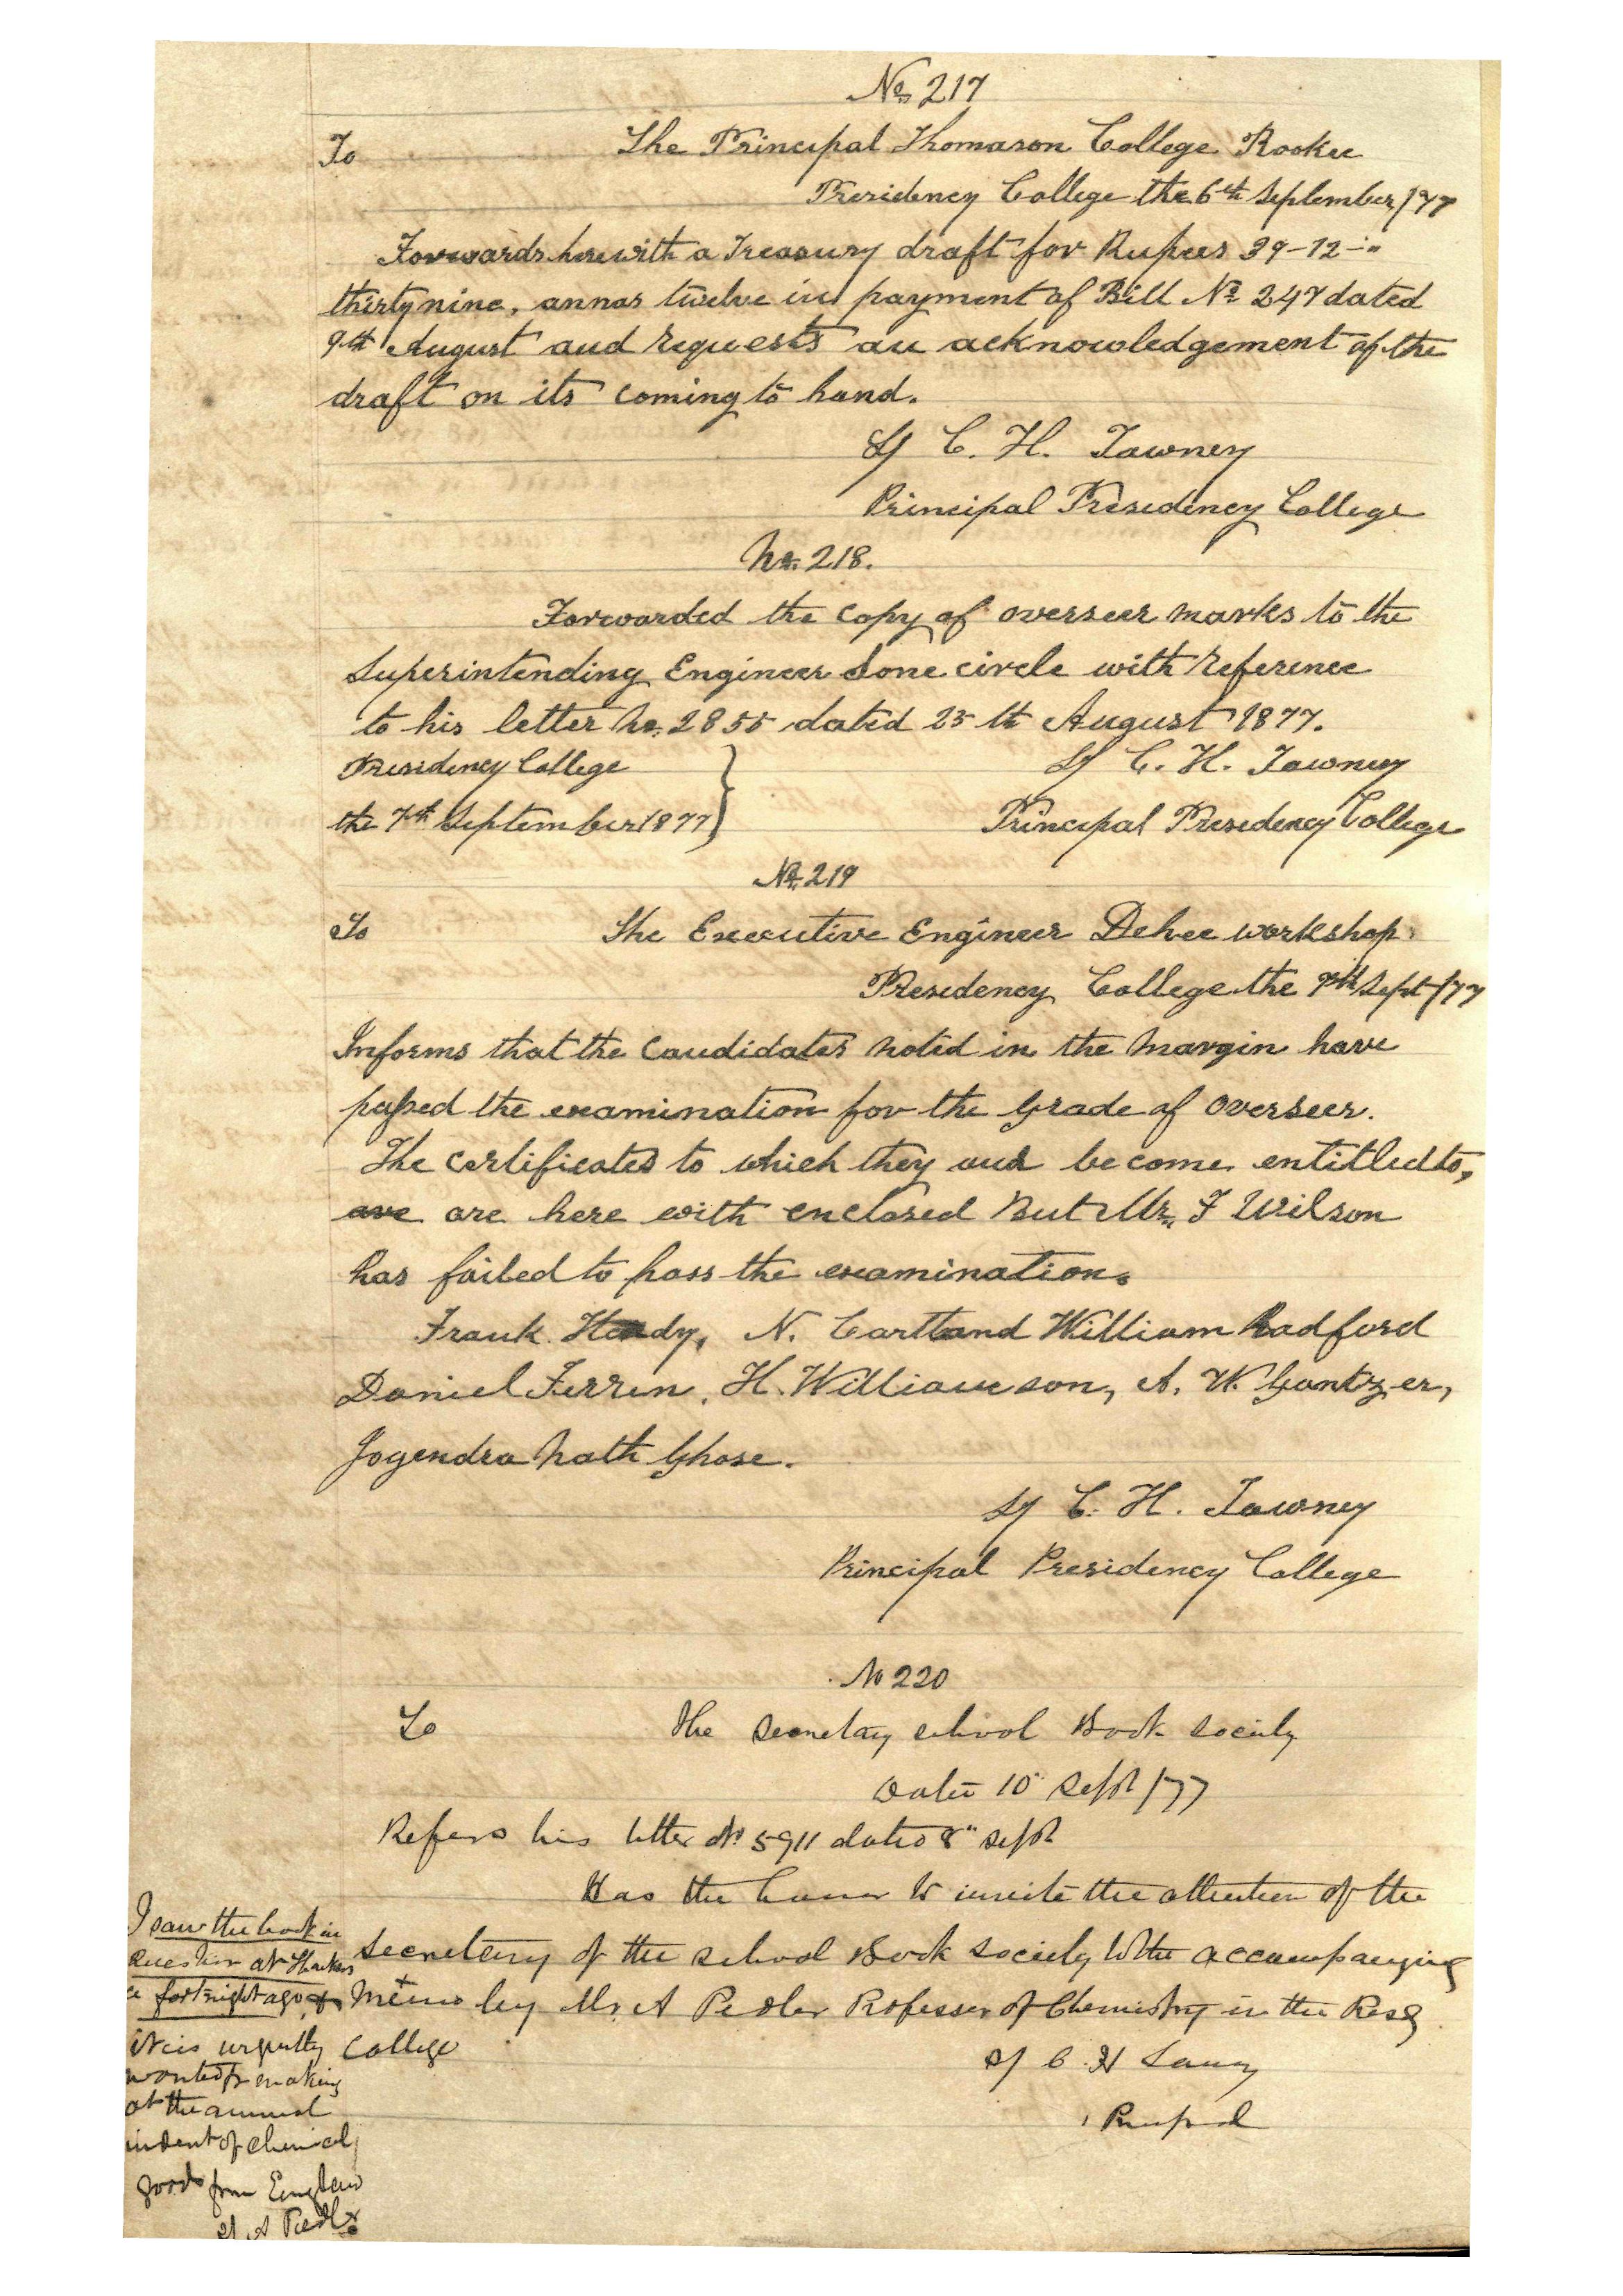 No. 217
To The Principal Thomason College Rookee
Presidency College the 6th September/77
Forwards herewith a Treasury draft for Rupees 39-12-"
thirtynine, annas twelve in payment of Bill No. 247 dated
9th August and requests an acknowledgement of the
draft on its coming to hand.
Sd C. H. Tawney
Principal Presidency College
No. 218.
Forwarded the copy of overseer marks to the
Superintending Engineer Sone circle with reference
to his letter No. 2855 dated 25th August 1877.
Presidency College
the 7th September 1877
Sd C. H. Tawney
Principal Presidency College
No. 219
To The Executive Engineer Dehee workshop.
Presidency College the 7th Sept/77
Informs that the candidates noted in the margin have
passed the examination for the Grade of overseer.
The certificates to which they become entitled to,
are are here with enclosed But Mr. F Wilson
has failed to pass the examination.
Frank Hardy, N. Cartland William Radford
Daniel Ferren, H. Williamson, A. W. Gantzer,
Jogendra Nath Ghose.
Sd C. H. Tawney
Principal Presidency College
No 220
To The Secretary School Book Society
Dated 10" Sept /77
Refers his letter No 5911 dated 8" Sept
Has the honor to invite the attention of the
Secretary of the School Book Society to the accompanying
Memo by Mr. A Pedler Professor of Chemistry in the Presy
College
Sd C. H Tawney
Principal
I saw the book in
question at Thackers
a fortnight ago, &
it is urgently
wanted for making
out the annual
indent of chemical
goods from England
Sd A Pedler